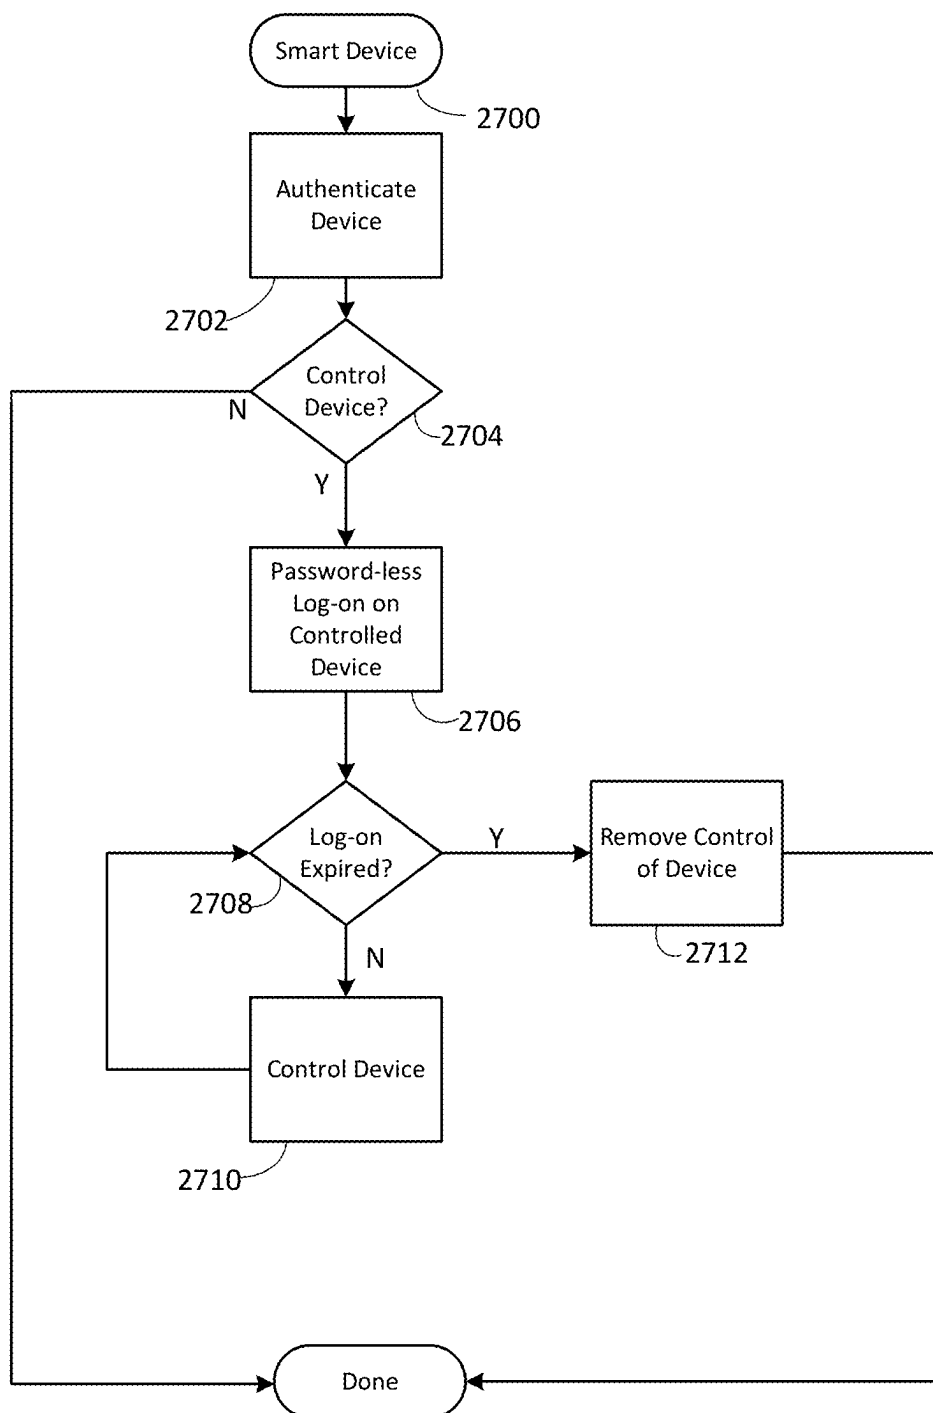 Smart Device
2700
Authenticate
Device
2702
Control
Device?
N
2704
Y
Password-less
Log-on on
Controlled
Device
2706
Log-on
Expired?
Y
Remove Control
of Device
2708
N
2712
Control Device
2710
Done